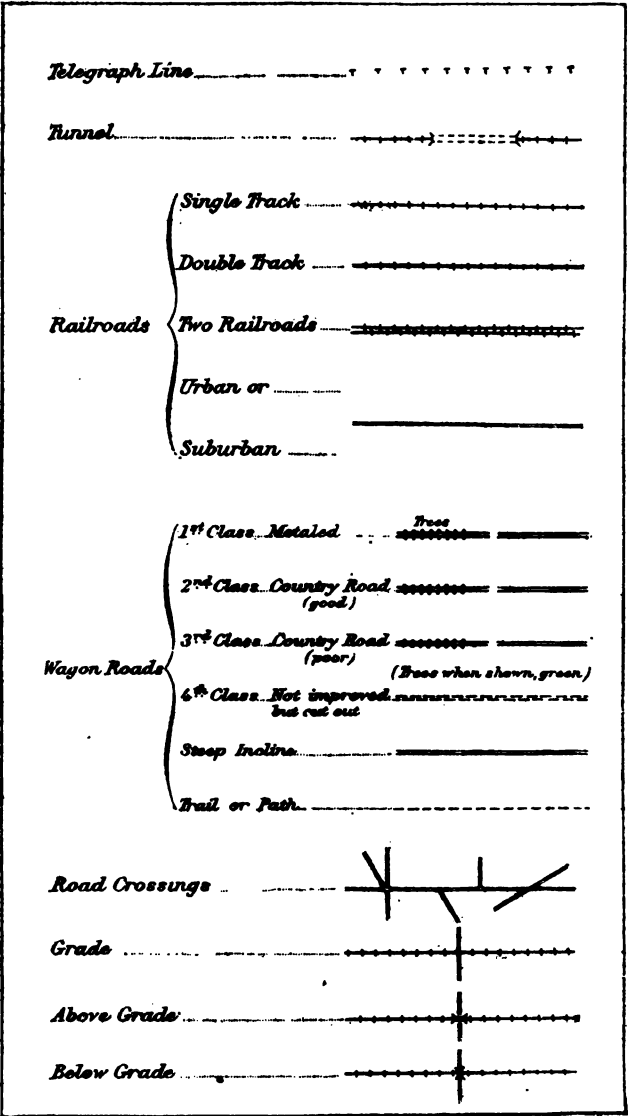 Telegraph Line
Tunnel
Railroads
Single Track
Double Track
Two Railroads
Urban or
Suburban
Wagon Roads
1st Class Metaled
Trees
2nd Class Country Road
(good)
3rd Class Country Road
(poor)
(Trees when shown, green)
4th Class Not improved
but cut out
Steep Incline
Trail or Path
Road Crossings
Grade
Above Grade
Below Grade